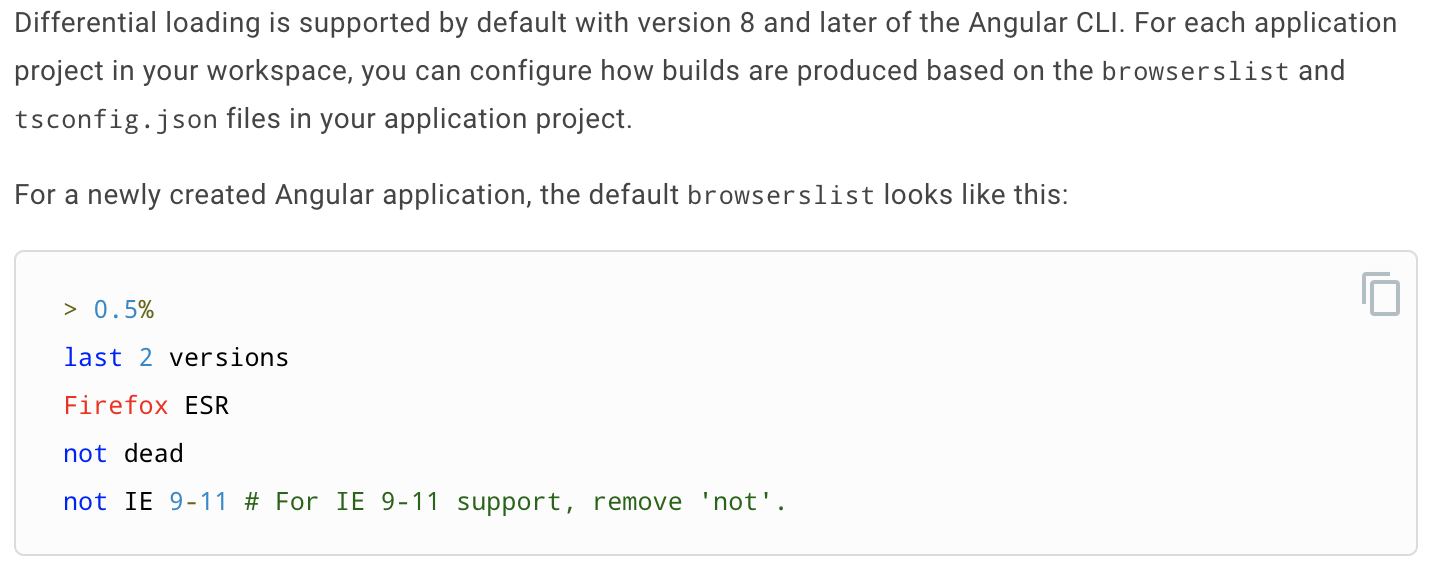 Differential loading is supported by default with version 8 and later of the Angular CLI. For each application
project in your workspace, you can configure how builds are produced based on the browserslist and
tsconfig.json files in your application project.
For a newly created Angular application, the default browserslist looks like this:
> 0.5%
last 2 versions
Firefox ESR
not dead
not IE 9-11 # For IE 9-11 support, remove 'not'.